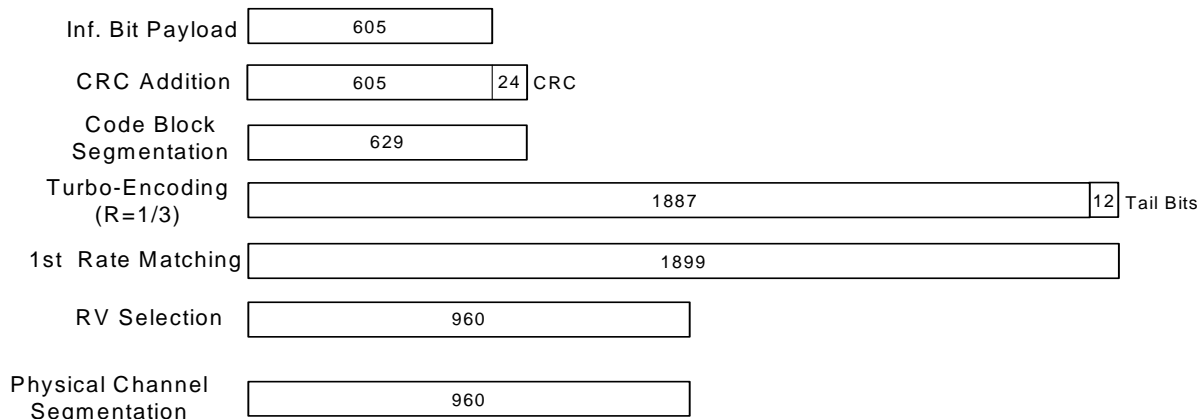 Inf. Bit Payload 605
CRC Addition 605 24 CRC
Code Block
Segmentation 629
Turbo-Encoding
(R=1/3) 1887 12 Tail Bits
1st Rate Matching 1899
RV Selection 960
Physical Channel
Segmentation 960